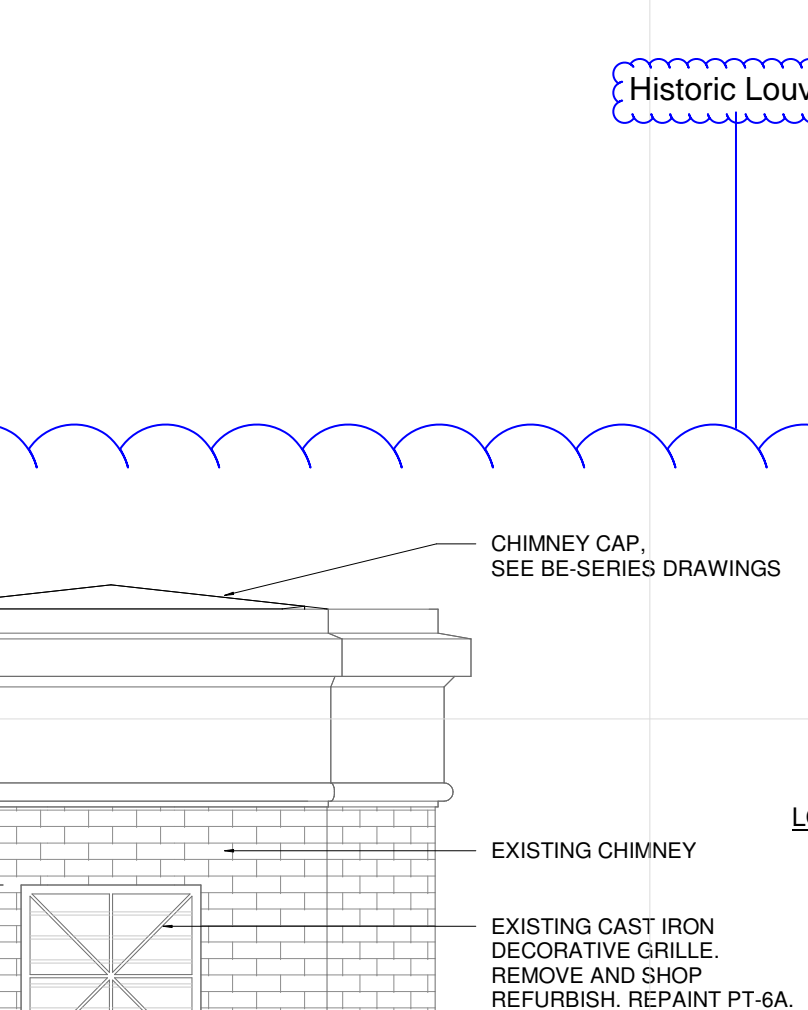 Historic Louv
CHIMNEY CAP,
SEE BE-SERIES DRAWINGS
EXISTING CHIMNEY
EXISTING CAST IRON
DECORATIVE GRILLE.
REMOVE AND SHOP
REFURBISH. REPAINT PT-6A.